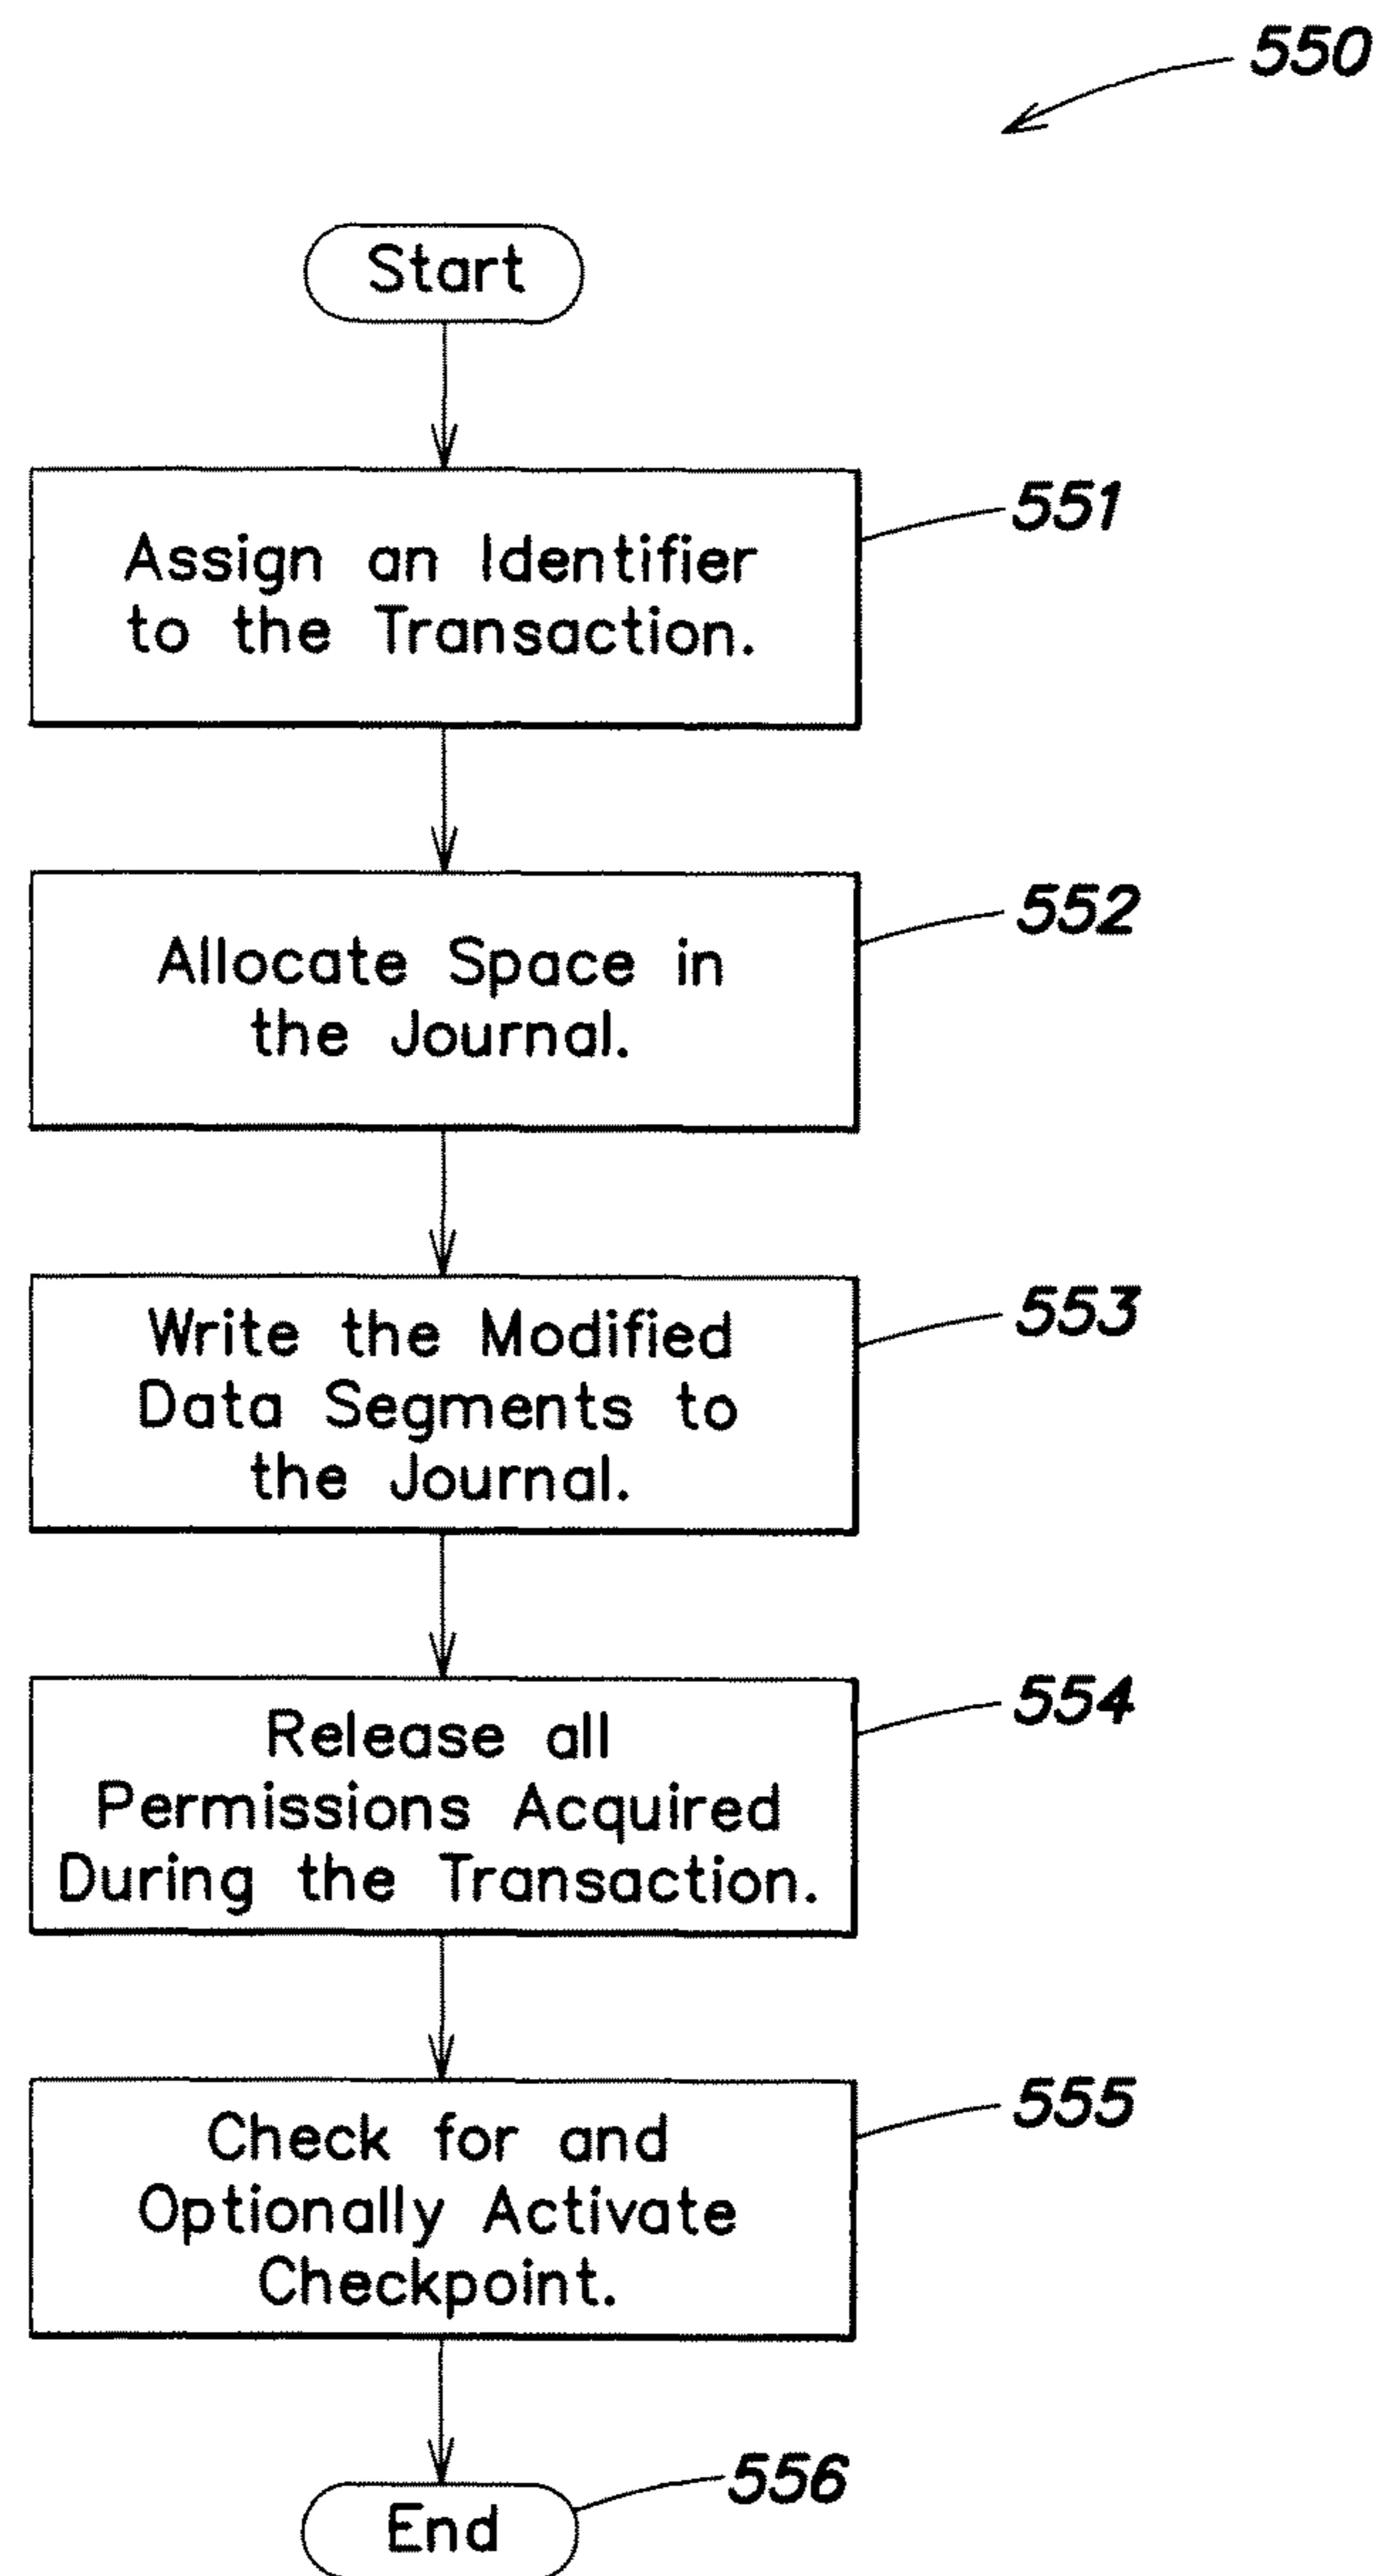 550
Start
551
Assign an Identifier
to the Transaction.
552
Allocate Space in
the Journal.
553
Write the Modified
Data Segments to
the Journal.
554
Release all
Permissions Acquired
During the Transaction.
555
Check for and
Optionally Activate
Checkpoint.
556
End